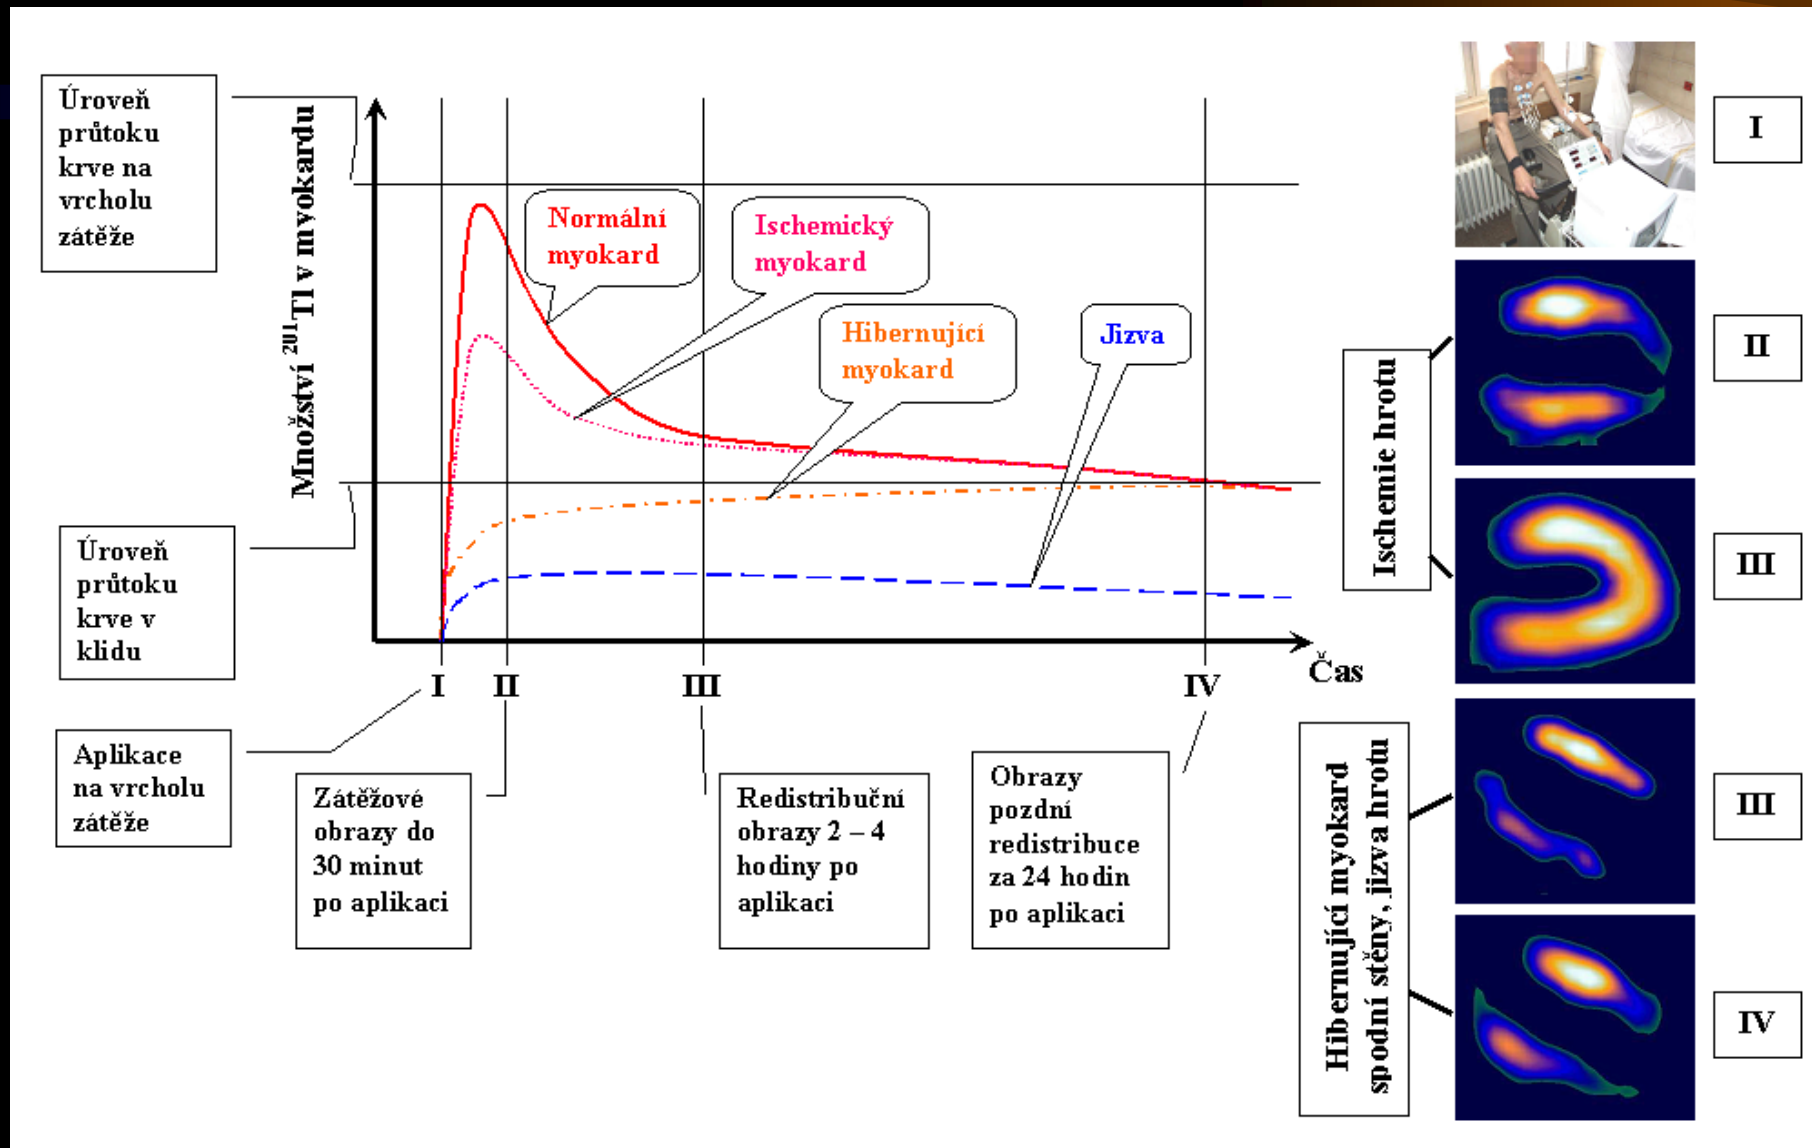 Úroveň
průtoku
krve na
vrcholu
zátěže
Množství ²⁰¹Tl v myokardu
Normální
myokard
Ischemický
myokard
Hibernující
myokard
Jizva
Úroveň
průtoku
krve v
klidu
I
II
III
IV
Čas
Aplikace
na vrcholu
zátěže
Zátěžové
obrazy do
30 minut
po aplikaci
Redistribuční
obrazy 2 – 4
hodiny po
aplikaci
Obrazy
pozdní
redistribuce
za 24 hodin
po aplikaci
Ischemie hrotu
Hibernující myokard
spodní stěny, jizva hrotu
I
II
III
III
IV